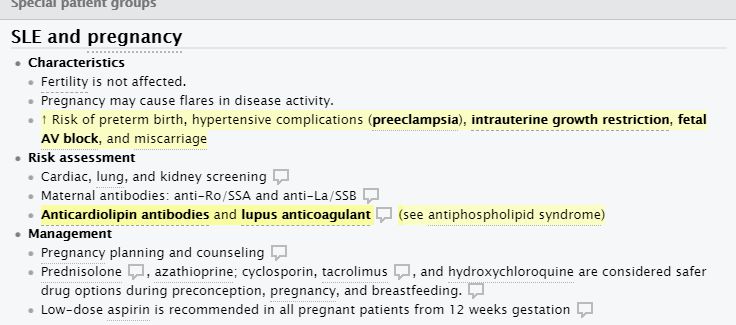 Special patient groups
SLE and pregnancy
• Characteristics
• Fertility is not affected.
• Pregnancy may cause flares in disease activity.
• ↑ Risk of preterm birth, hypertensive complications (preeclampsia), intrauterine growth restriction, fetal
AV block, and miscarriage
• Risk assessment
• Cardiac, lung, and kidney screening
• Maternal antibodies: anti-Ro/SSA and anti-La/SSB
• Anticardiolipin antibodies and lupus anticoagulant (see antiphospholipid syndrome)
• Management
• Pregnancy planning and counseling
• Prednisolone , azathioprine; cyclosporin, tacrolimus , and hydroxychloroquine are considered safer
drug options during preconception, pregnancy, and breastfeeding.
• Low-dose aspirin is recommended in all pregnant patients from 12 weeks gestation